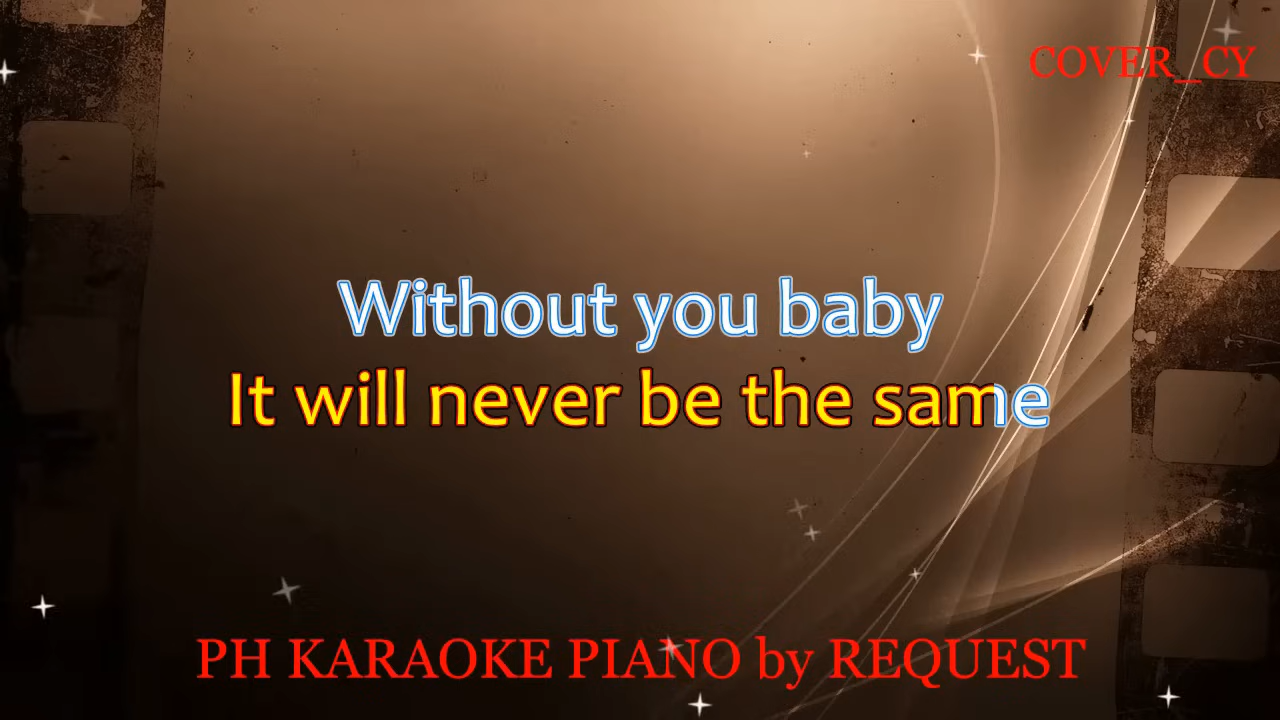 COVER_CY
Without you baby
It will never be the same
PH KARAOKE PIANO by REQUEST